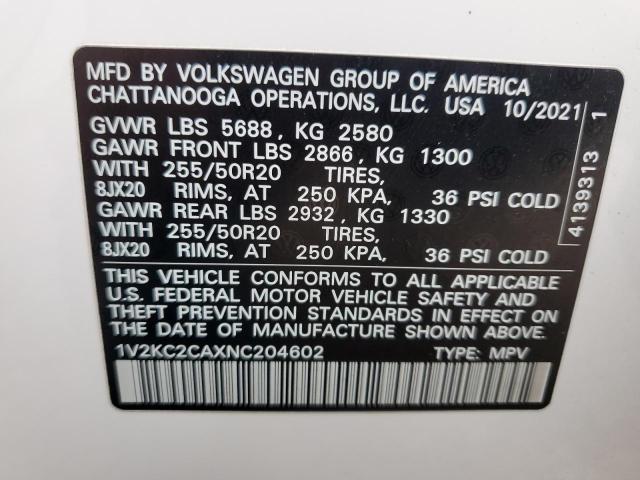 MFD BY VOLKSWAGEN GROUP OF AMERICA
CHATTANOOGA OPERATIONS, LLC. USA 10/2021
GVWR LBS 5688, KG 2580
GAWR FRONT LBS 2866, KG 1300
WITH 255/50R20 TIRES,
8JX20 RIMS, AT 250 KPA, 36 PSI COLD
GAWR REAR LBS 2932, KG 1330
WITH 255/50R20 TIRES,
8JX20 RIMS, AT 250 KPA, 36 PSI COLD
THIS VEHICLE CONFORMS TO ALL APPLICABLE
U.S. FEDERAL MOTOR VEHICLE SAFETY AND
THEFT PREVENTION STANDARDS IN EFFECT ON
THE DATE OF MANUFACTURE SHOWN ABOVE.
1V2KC2CAXNC204602 TYPE: MPV
4139313 1